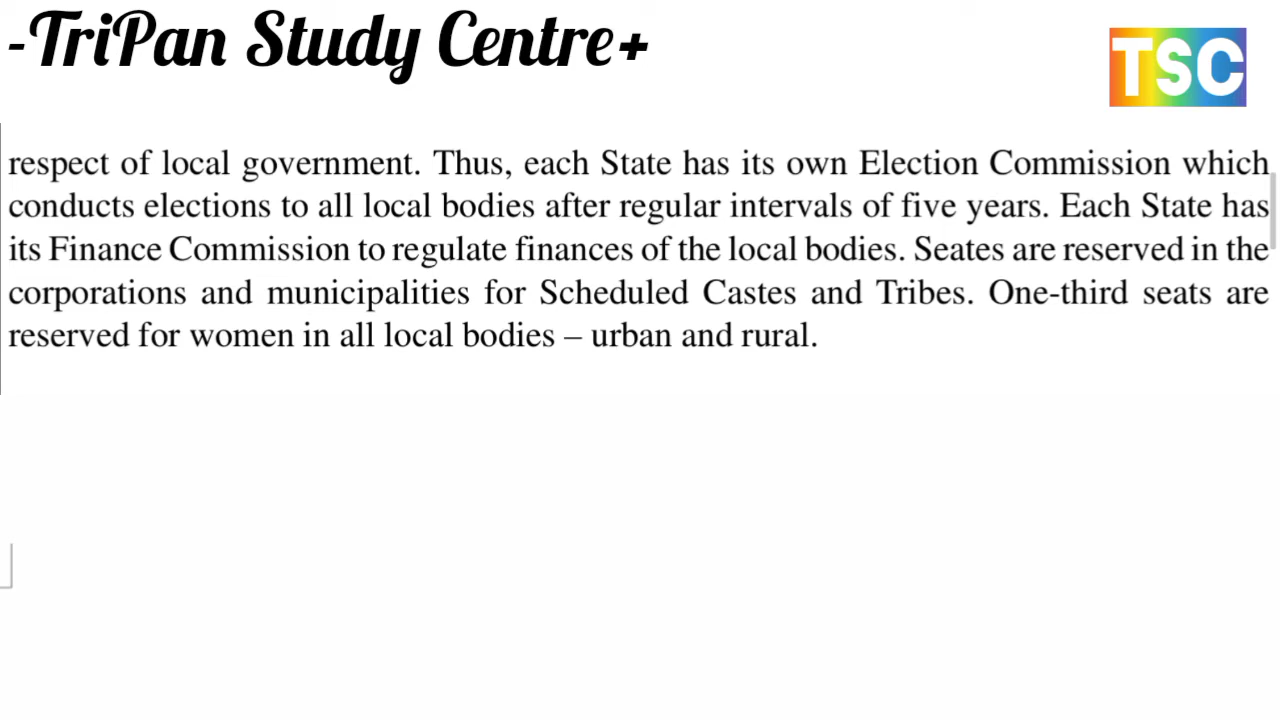 -TriPan Study Centre+
TSC
respect of local government. Thus, each State has its own Election Commission which
conducts elections to all local bodies after regular intervals of five years. Each State has
its Finance Commission to regulate finances of the local bodies. Seates are reserved in the
corporations and municipalities for Scheduled Castes and Tribes. One-third seats are
reserved for women in all local bodies – urban and rural.